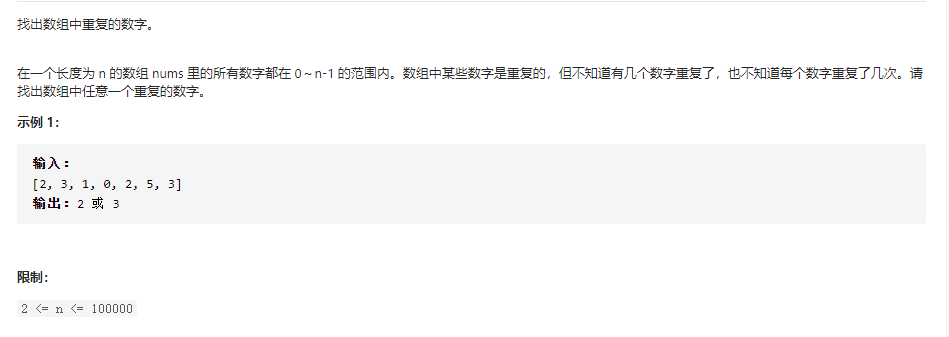 找出数组中重复的数字。
在一个长度为 n 的数组 nums 里的所有数字都在 0～n-1 的范围内。数组中某些数字是重复的，但不知道有几个数字重复了，也不知道每个数字重复了几次。请
找出数组中任意一个重复的数字。
示例 1：
输入：
[2, 3, 1, 0, 2, 5, 3]
输出：2 或 3
限制：
2 <= n <= 100000